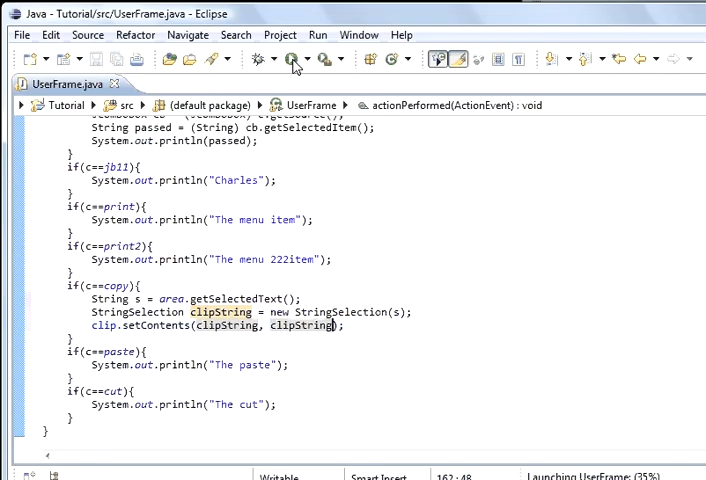 Java - Tutorial/src/UserFrame.java - Eclipse
File Edit Source Refactor Navigate Search Project Run Window Help
UserFrame.java
Tutorial src (default package) UserFrame actionPerformed(ActionEvent) : void
String passed = (String) cb.getSelectedItem();
System.out.println(passed);
}
if(c==jb11){
System.out.println("Charles");
}
if(c==print){
System.out.println("The menu item");
}
if(c==print2){
System.out.println("The menu 222item");
}
if(c==copy){
String s = area.getSelectedText();
StringSelection clipString = new StringSelection(s);
clip.setContents(clipString, clipString);
}
if(c==paste){
System.out.println("The paste");
}
if(c==cut){
System.out.println("The cut");
}
}
Writable Smart Insert 162 : 48 Launching UserFrame: (35%)